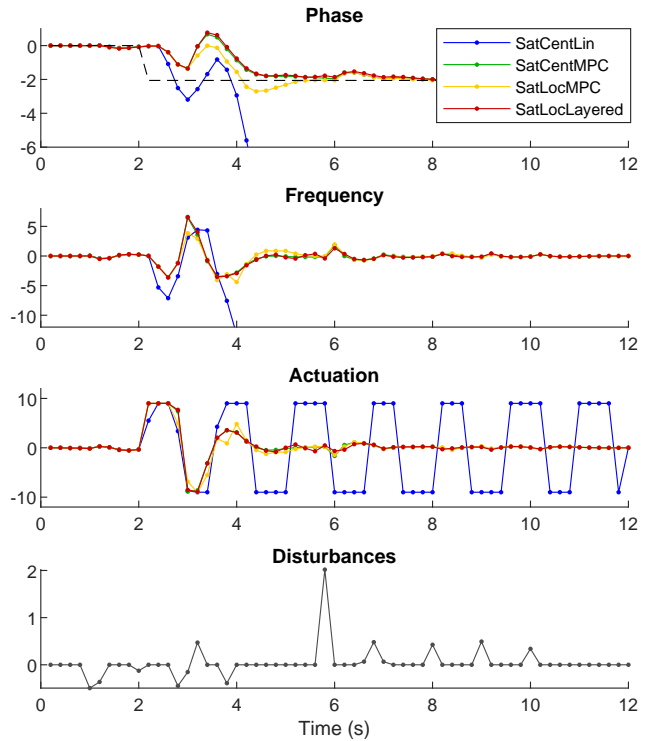 Phase
0
-2
-4
-6
SatCentLin
SatCentMPC
SatLocMPC
SatLocLayered
0 2 4 6 8 10 12
Frequency
5
0
-5
-10
0 2 4 6 8 10 12
Actuation
10
0
-10
0 2 4 6 8 10 12
Disturbances
2
1
0
0 2 4 6 8 10 12
Time (s)